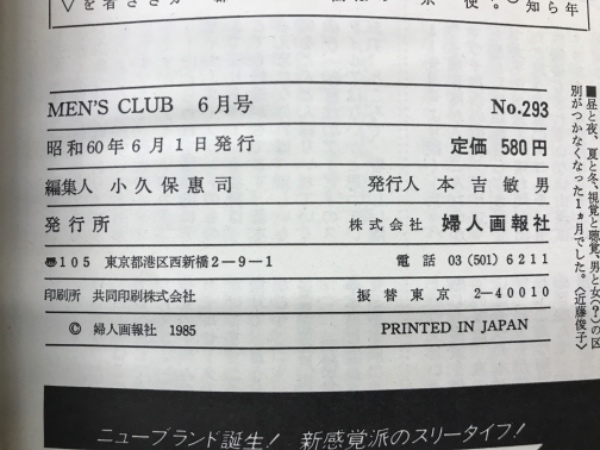 MEN'S CLUB 6月号 No.293
昭和60年6月1日発行 定価 580円
編集人 小久保恵司 発行人 本吉敏男
発行所 株式会社 婦人画報社
105 東京都港区西新橋2-9-1 電話 03(501)6211
印刷所 共同印刷株式会社 振替東京 2-40010
© 婦人画報社 1985 PRINTED IN JAPAN
■昼と夜、夏と冬、視覚と聴覚、男と女(?)の区
別がつかなくなった1ヵ月でした。〈近藤俊子〉
ニューブランド誕生! 新感覚派のスリータイフ!